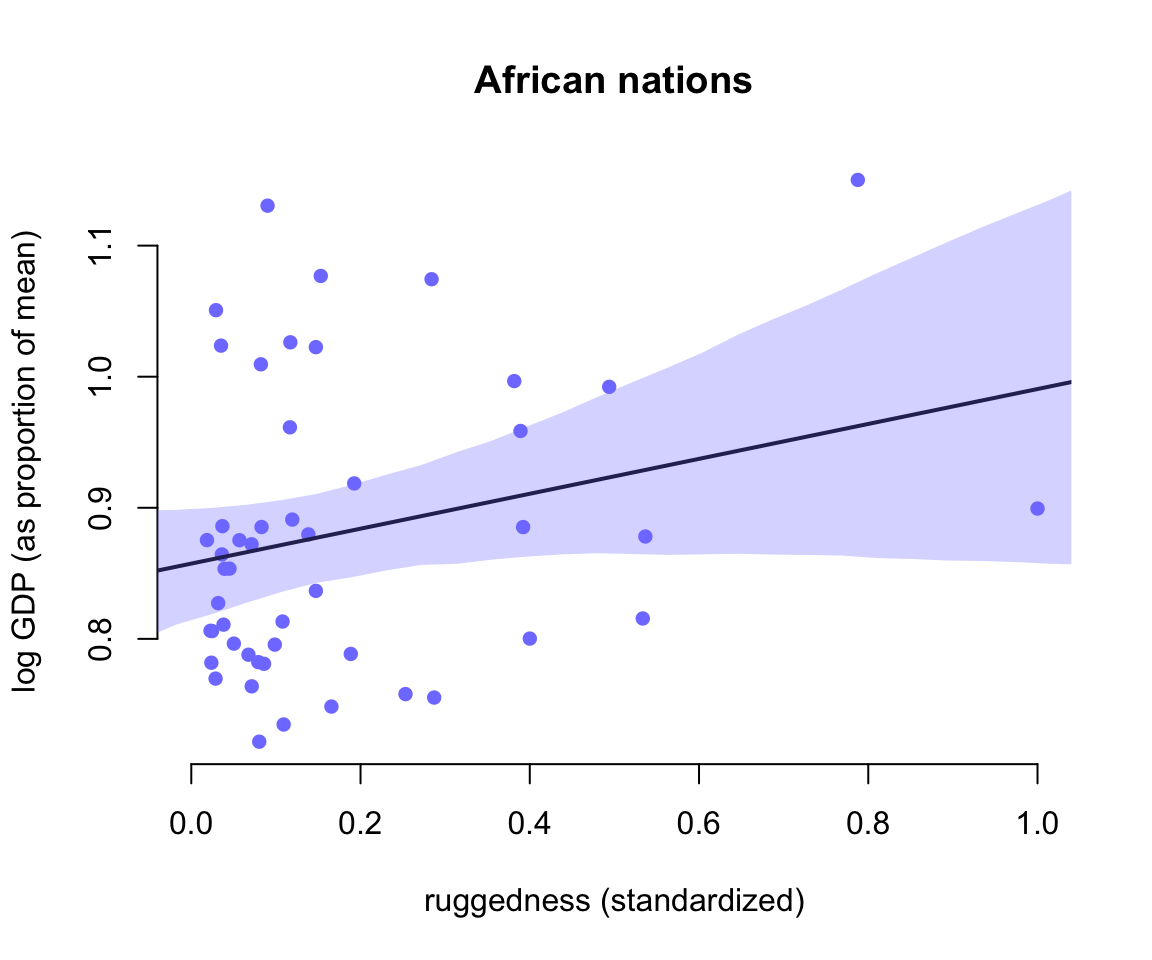 African nations
log GDP (as proportion of mean)
1.1
1.0
0.9
0.8
0.0 0.2 0.4 0.6 0.8 1.0
ruggedness (standardized)